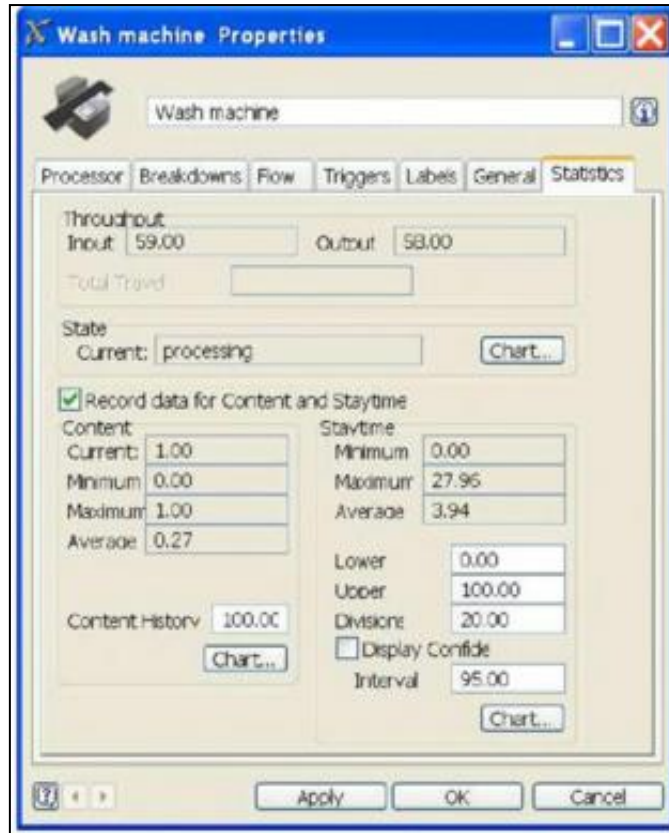 Wash machine Properties
Wash machine
Processor Breakdowns Flow Triggers Labels General Statistics
Throughput
Input 59.00 Output 58.00
Total Travel
State
Current: processing Chart...
Record data for Content and Staytime
Content Staytime
Current: 1.00 Minimum 0.00
Minimum 0.00 Maximum 27.96
Maximum 1.00 Average 3.94
Average 0.27
Lower 0.00
Upper 100.00
Content History 100.00 Divisions 20.00
Chart... Display Confide
Interval 95.00
Chart...
Apply OK Cancel